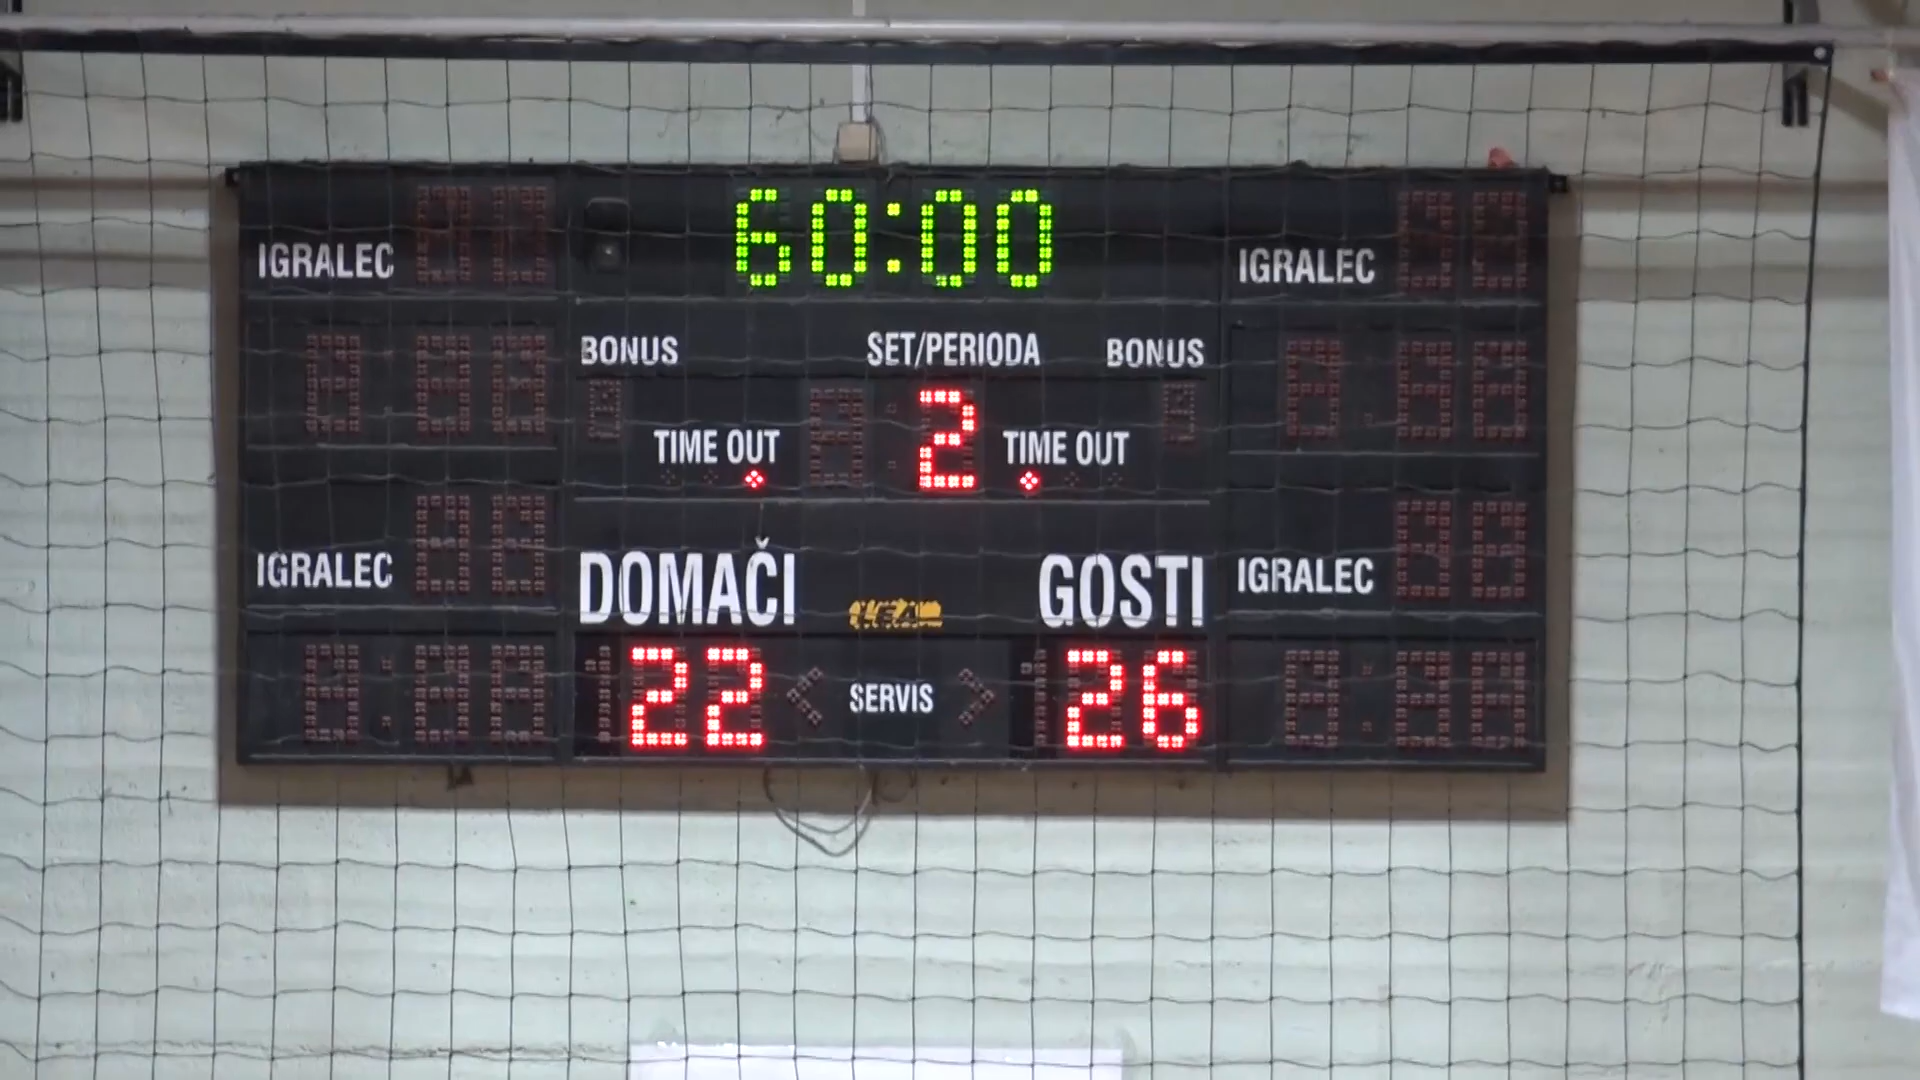 60:00
IGRALEC
IGRALEC
BONUS SET/PERIODA BONUS
TIME OUT 2 TIME OUT
DOMAČI GOSTI
IGRALEC
IGRALEC
LEA
22 SERVIS 26